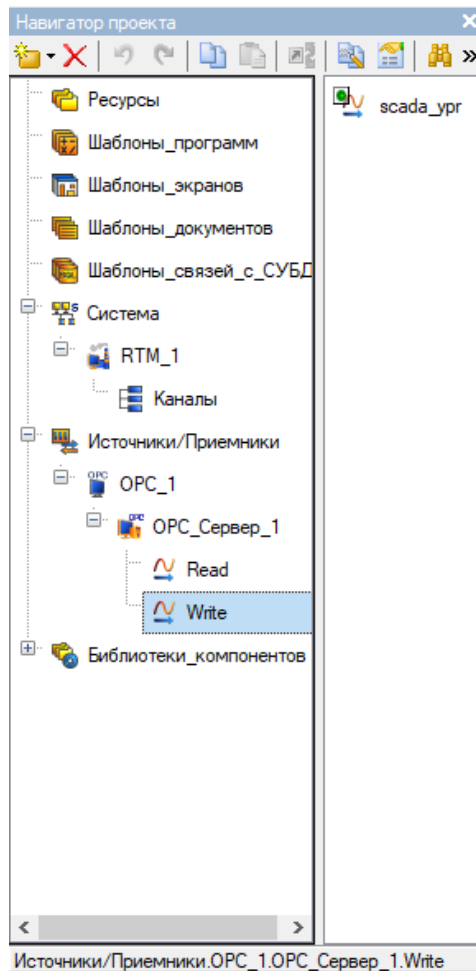 Навигатор проекта
Ресурсы
Шаблоны_программ
Шаблоны_экранов
Шаблоны_документов
Шаблоны_связей_с_СУБД
Система
RTM_1
Каналы
Источники/Приемники
OPC_1
OPC_Сервер_1
Read
Write
Библиотеки_компонентов
scada_ypr
Источники/Приемники.OPC_1.OPC_Сервер_1.Write